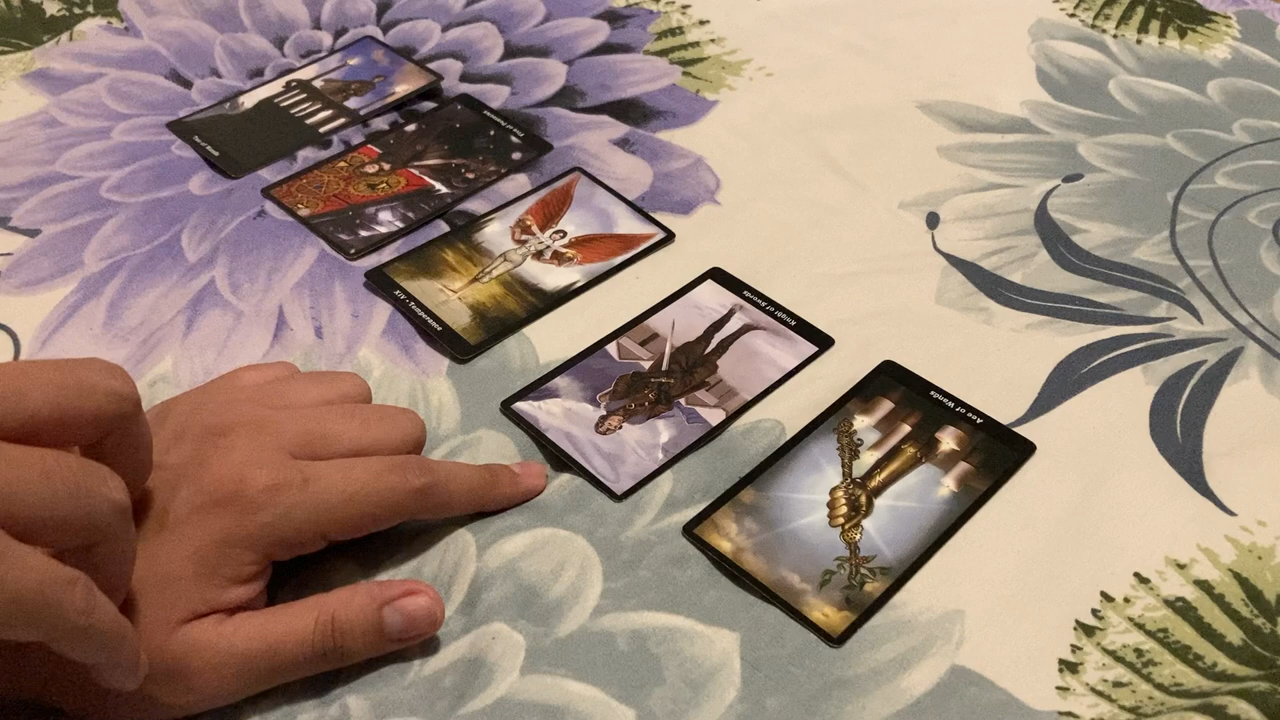 Ten of Wands
Five of Pentacles
XIV • Temperance
Knight of Swords
Ace of Wands